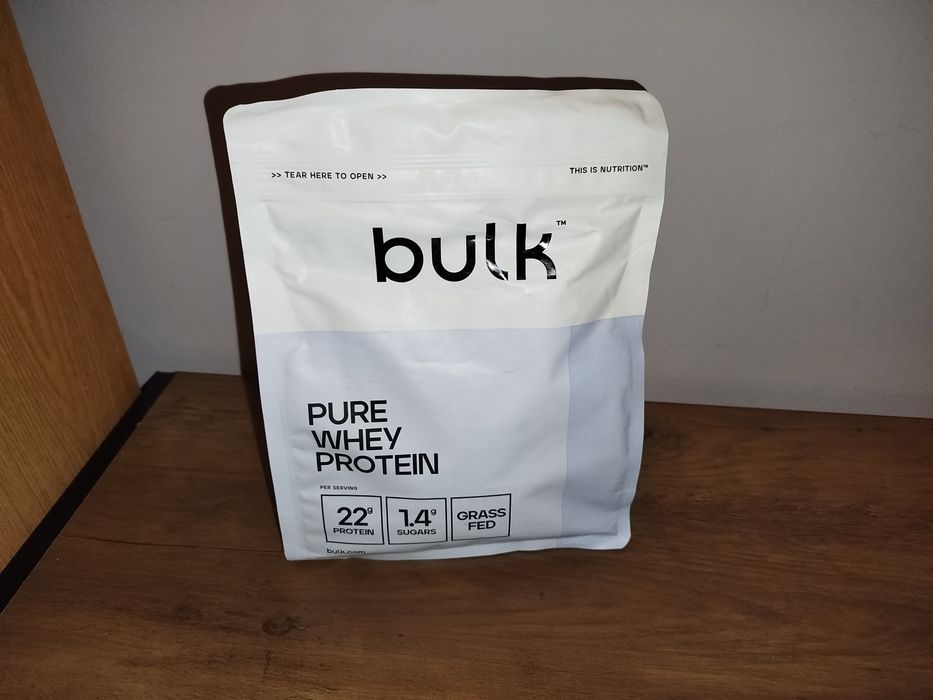 >> TEAR HERE TO OPEN >>
THIS IS NUTRITION™
bulk™
PURE
WHEY
PROTEIN
PER SERVING
22g
PROTEIN
1.4g
SUGARS
GRASS
FED
bulk.com